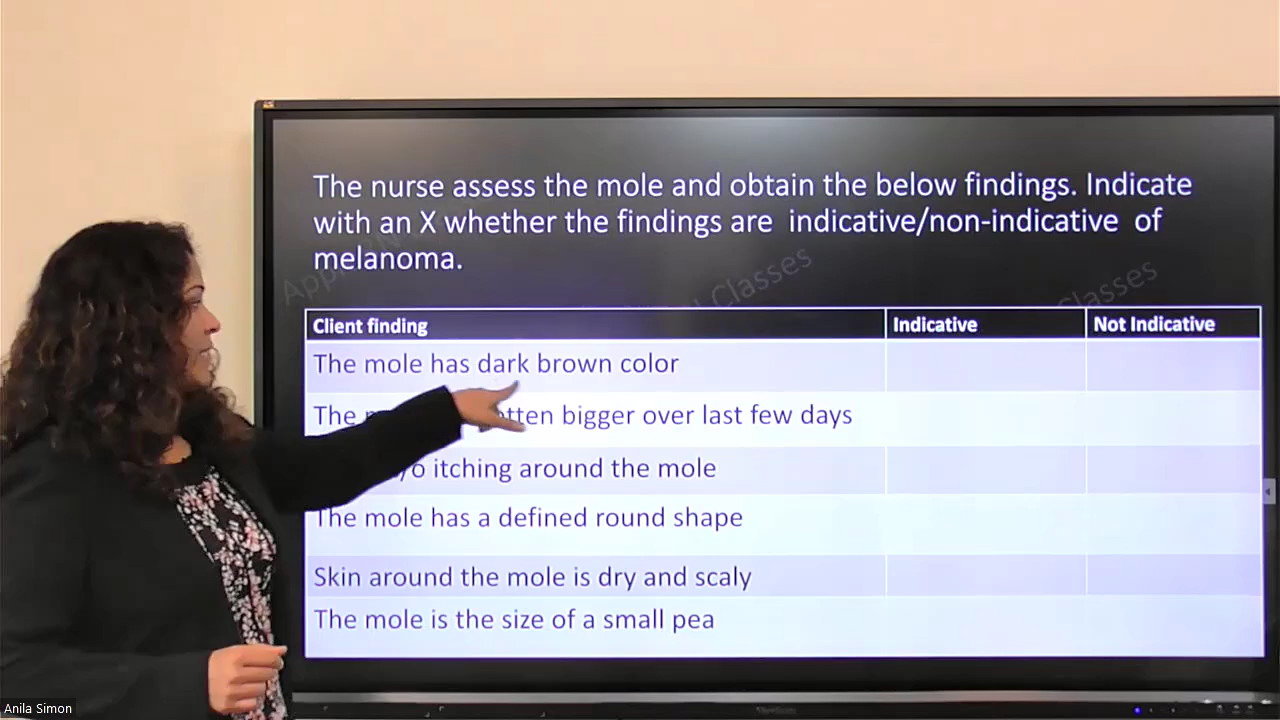 The nurse assess the mole and obtain the below findings. Indicate
with an X whether the findings are indicative/non-indicative of
melanoma.
Classes
Classes
Client finding Indicative Not Indicative
The mole has dark brown color
The bigger over last few days
itching around the mole
The mole has a defined round shape
Skin around the mole is dry and scaly
The mole is the size of a small pea
Anila Simon